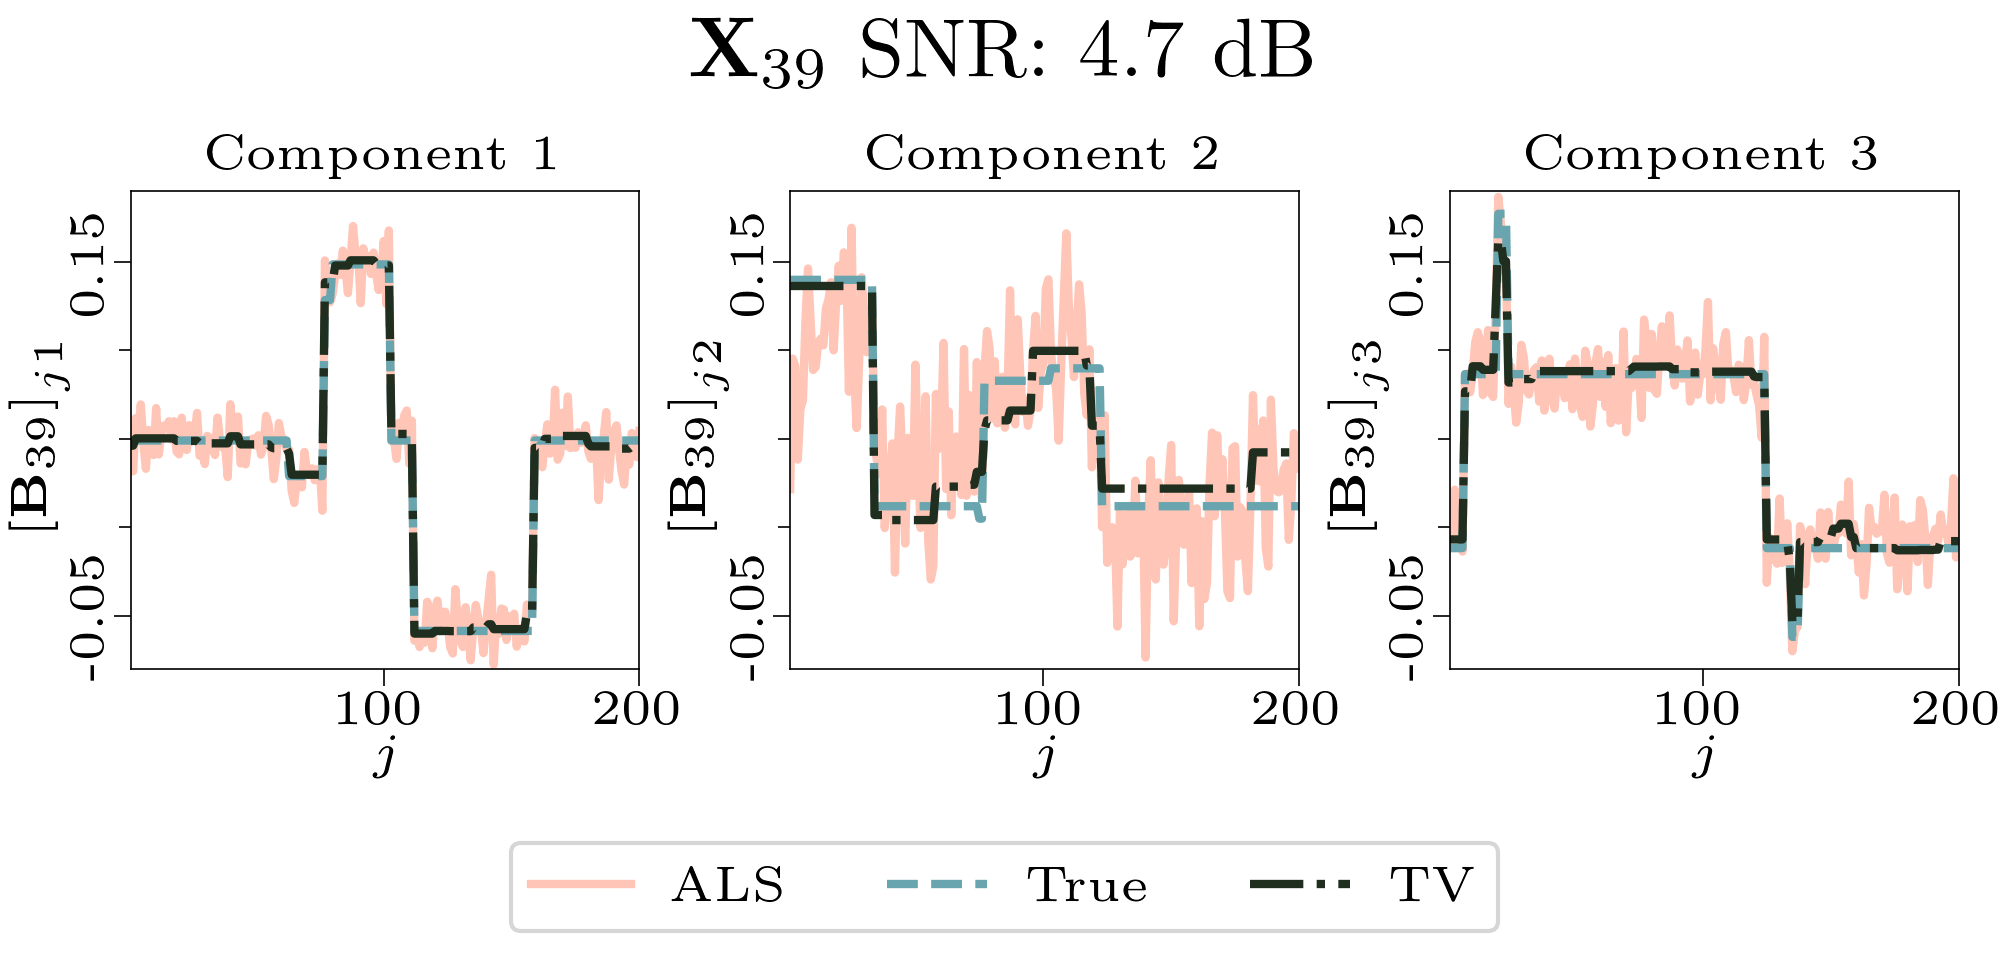 X39 SNR: 4.7 dB
Component 1
Component 2
Component 3
[B39]j1
0.15
-0.05
100
200
j
[B39]j2
0.15
-0.05
100
200
j
[B39]j3
0.15
-0.05
100
200
j
ALS
True
TV